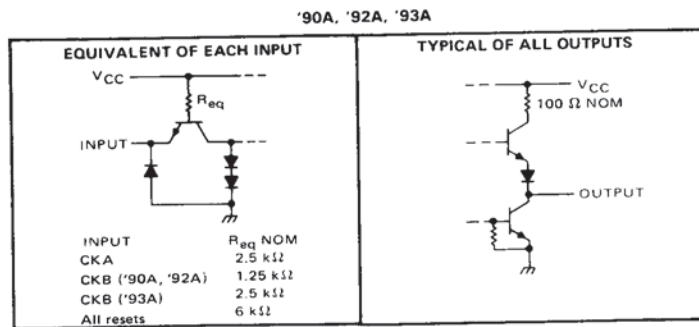 '90A, '92A, '93A
EQUIVALENT OF EACH INPUT
VCC
Req
INPUT
INPUT Req NOM
CKA 2.5 kΩ
CKB ('90A, '92A) 1.25 kΩ
CKB ('93A) 2.5 kΩ
All resets 6 kΩ
TYPICAL OF ALL OUTPUTS
VCC
100 Ω NOM
OUTPUT